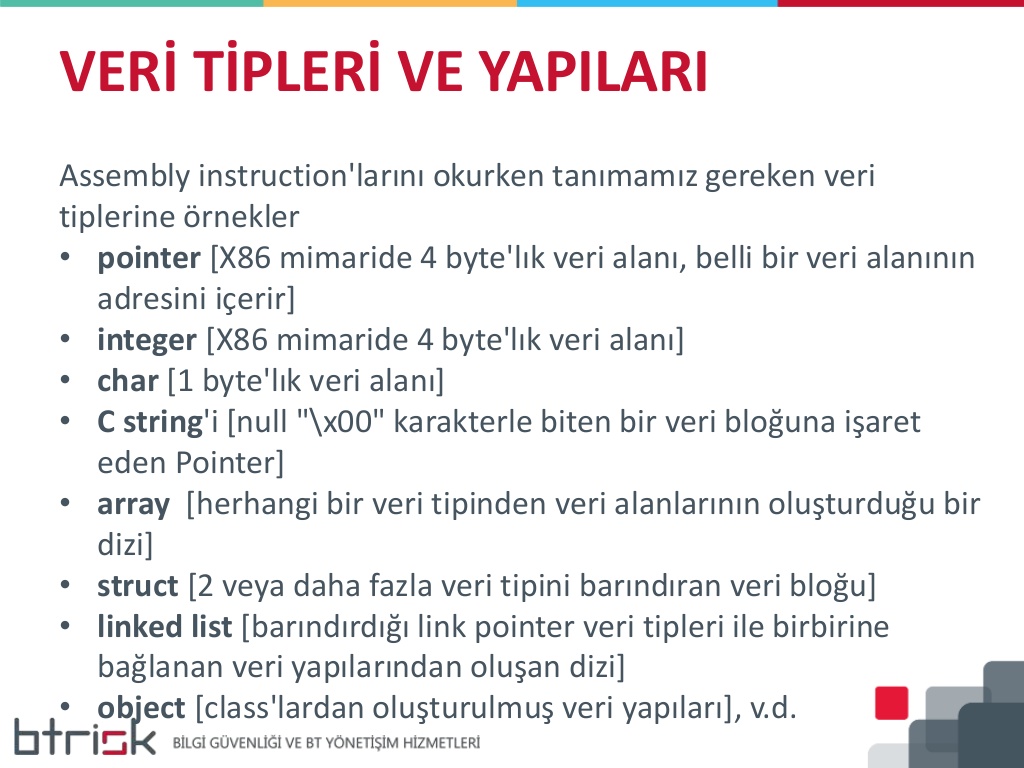 VERİ TİPLERİ VE YAPILARI
Assembly instruction'larını okurken tanımamız gereken veri
tiplerine örnekler
• pointer [X86 mimaride 4 byte'lık veri alanı, belli bir veri alanının
adresini içerir]
• integer [X86 mimaride 4 byte'lık veri alanı]
• char [1 byte'lık veri alanı]
• C string'i [null "\x00" karakterle biten bir veri bloğuna işaret
eden Pointer]
• array [herhangi bir veri tipinden veri alanlarının oluşturduğu bir
dizi]
• struct [2 veya daha fazla veri tipini barındıran veri bloğu]
• linked list [barındırdığı link pointer veri tipleri ile birbirine
bağlanan veri yapılarından oluşan dizi]
• object [class'lardan oluşturulmuş veri yapıları], v.d.
btrisk BİLGİ GÜVENLİĞİ VE BT YÖNETİŞİM HİZMETLERİ